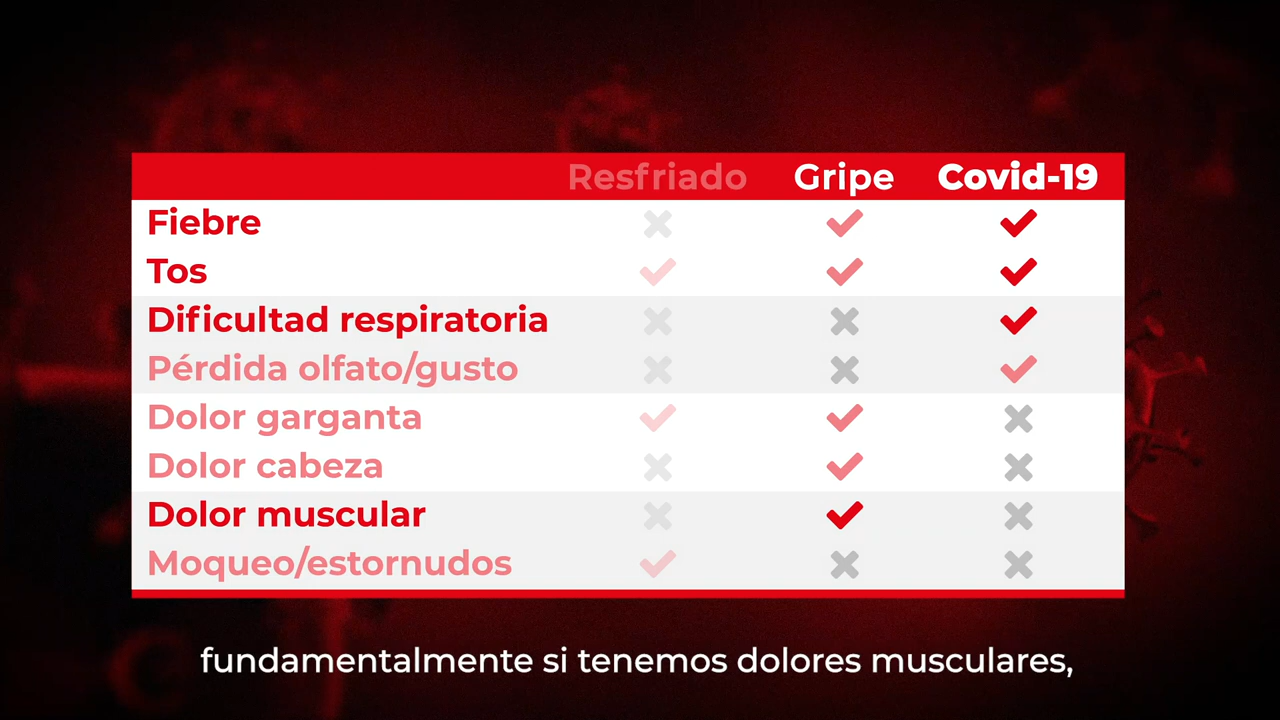 Resfriado Gripe Covid-19
Fiebre
Tos
Dificultad respiratoria
Pérdida olfato/gusto
Dolor garganta
Dolor cabeza
Dolor muscular
Moqueo/estornudos
fundamentalmente si tenemos dolores musculares,